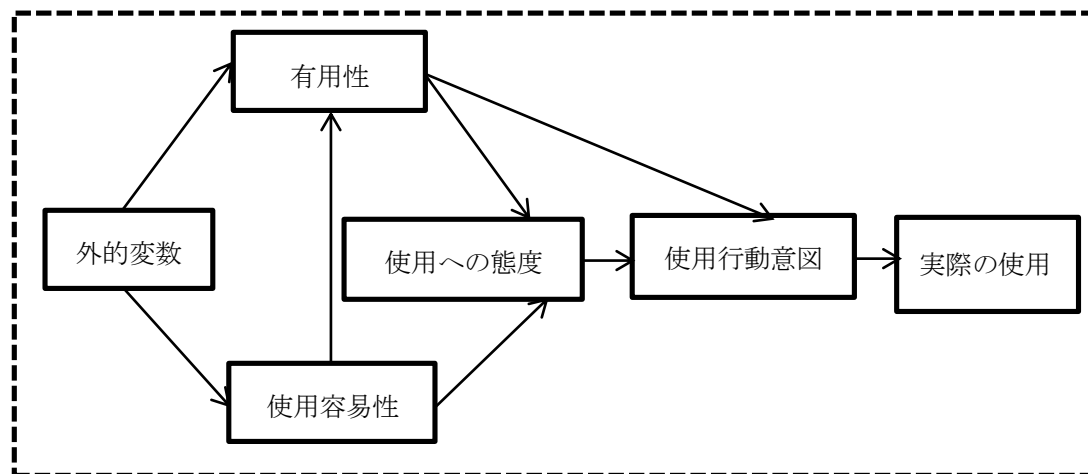 有用性
外的変数
使用への態度
使用行動意図
実際の使用
使用容易性